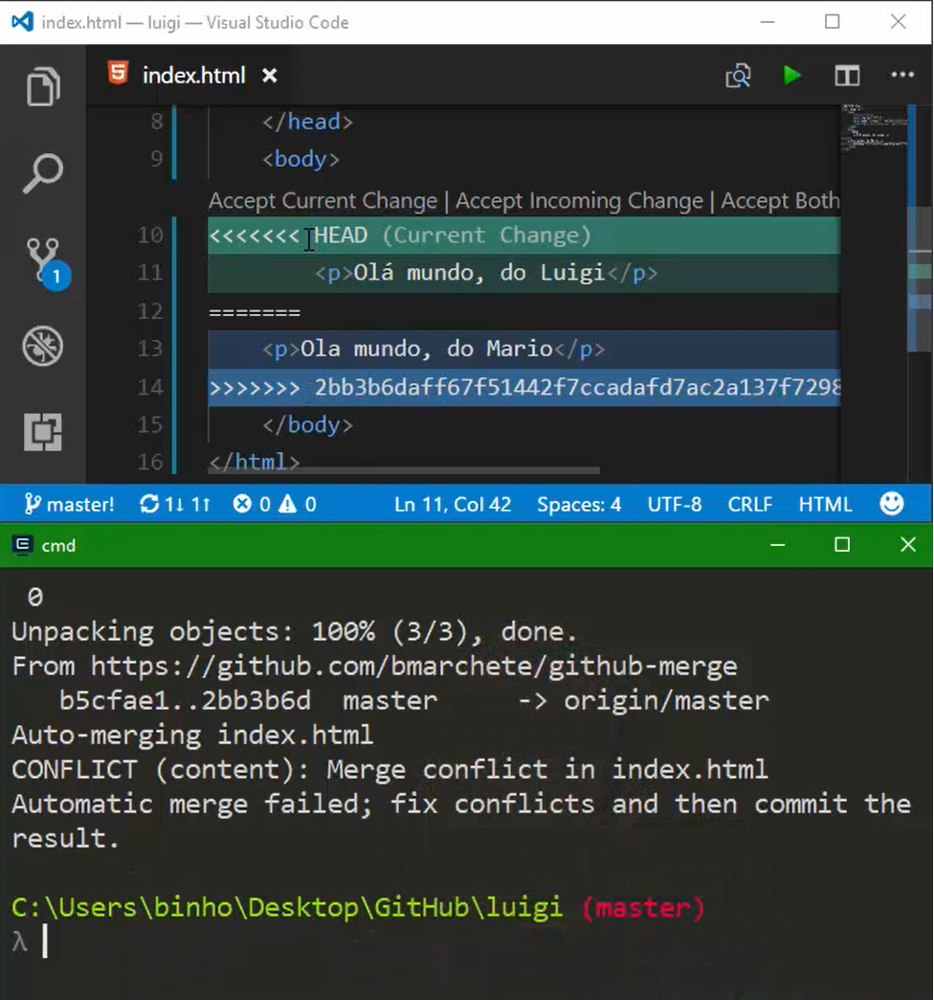 index.html — luigi — Visual Studio Code
index.html
8 </head>
9 <body>
Accept Current Change | Accept Incoming Change | Accept Both
10 <<<<<<< HEAD (Current Change)
11 <p>Olá mundo, do Luigi</p>
12 =======
13 <p>Ola mundo, do Mario</p>
14 >>>>>>> 2bb3b6daff67f51442f7ccadafd7ac2a137f7298
15 </body>
16 </html>
1
master! 1↓ 1↑ 0 0 Ln 11, Col 42 Spaces: 4 UTF-8 CRLF HTML
cmd
0
Unpacking objects: 100% (3/3), done.
From https://github.com/bmarchete/github-merge
b5cfae1..2bb3b6d master -> origin/master
Auto-merging index.html
CONFLICT (content): Merge conflict in index.html
Automatic merge failed; fix conflicts and then commit the
result.
C:\Users\binho\Desktop\GitHub\luigi (master)
λ